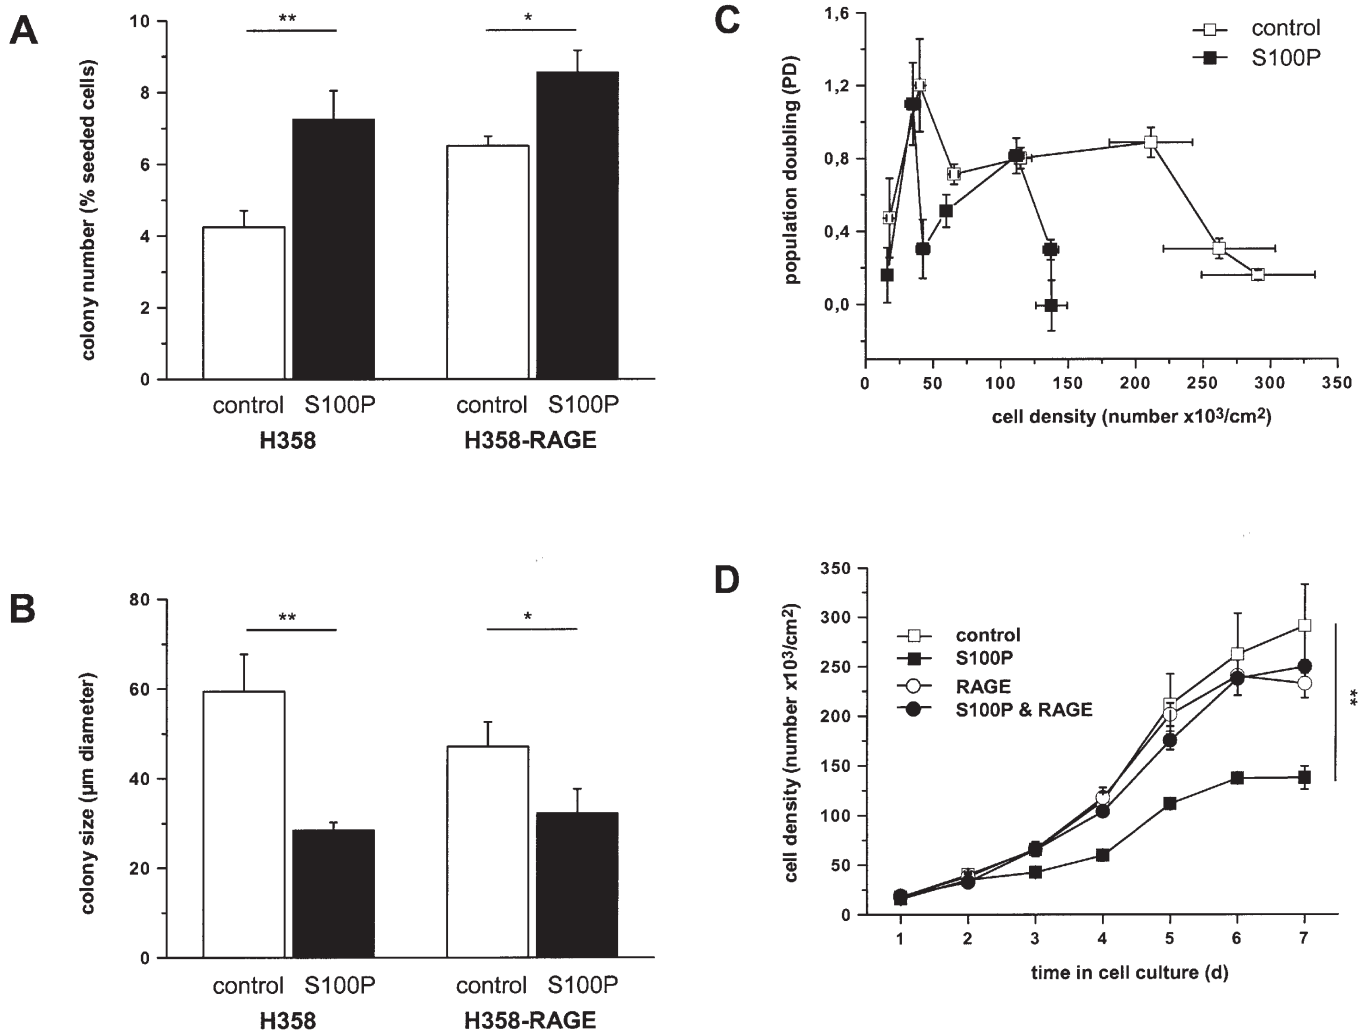 A
colony number (% seeded cells)
10
8
6
4
2
0
**
*
control S100P control S100P
H358 H358-RAGE
B
colony size (µm diameter)
80
60
40
20
0
**
*
control S100P control S100P
H358 H358-RAGE
C
population doubling (PD)
1,6
1,2
0,8
0,4
0,0
control
S100P
0 50 100 150 200 250 300 350
cell density (number x10³/cm²)
D
cell density (number x10³/cm²)
350
300
250
200
150
100
50
0
control
S100P
RAGE
S100P & RAGE
**
1 2 3 4 5 6 7
time in cell culture (d)